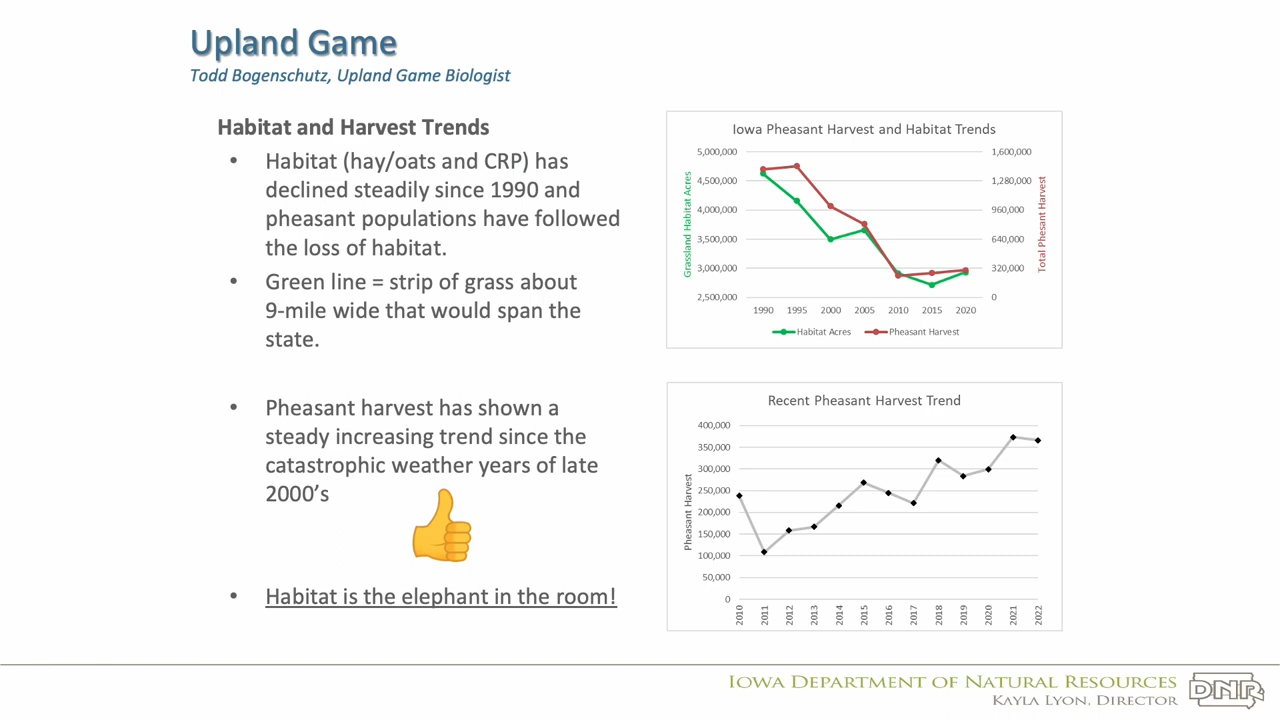 Upland Game
Todd Bogenschutz, Upland Game Biologist
Habitat and Harvest Trends
• Habitat (hay/oats and CRP) has
declined steadily since 1990 and
pheasant populations have followed
the loss of habitat.
• Green line = strip of grass about
9-mile wide that would span the
state.
• Pheasant harvest has shown a
steady increasing trend since the
catastrophic weather years of late
2000's
• Habitat is the elephant in the room!
Iowa Pheasant Harvest and Habitat Trends
Grassland Habitat Acres
5,000,000
4,500,000
4,000,000
3,500,000
3,000,000
2,500,000
1,600,000
1,280,000
960,000
640,000
320,000
0
Total Phesant Harvest
1990 1995 2000 2005 2010 2015 2020
Habitat Acres Pheasant Harvest
Recent Pheasant Harvest Trend
Pheasant Harvest
400,000
350,000
300,000
250,000
200,000
150,000
100,000
50,000
0
2010 2011 2012 2013 2014 2015 2016 2017 2018 2019 2020 2021 2022
Iowa Department of Natural Resources
Kayla Lyon, Director
DNR